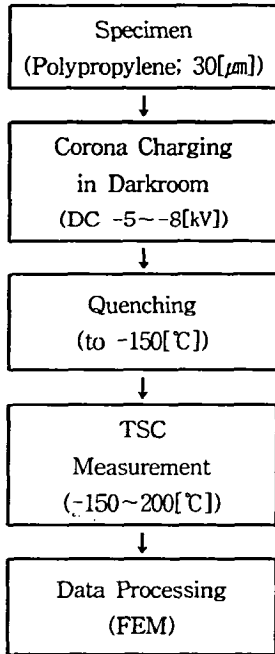 Specimen
(Polypropylene; 30[㎛])
↓
Corona Charging
in Darkroom
(DC -5~-8[㎸])
↓
Quenching
(to -150[℃])
↓
TSC
Measurement
(-150~200[℃])
↓
Data Processing
(FEM)